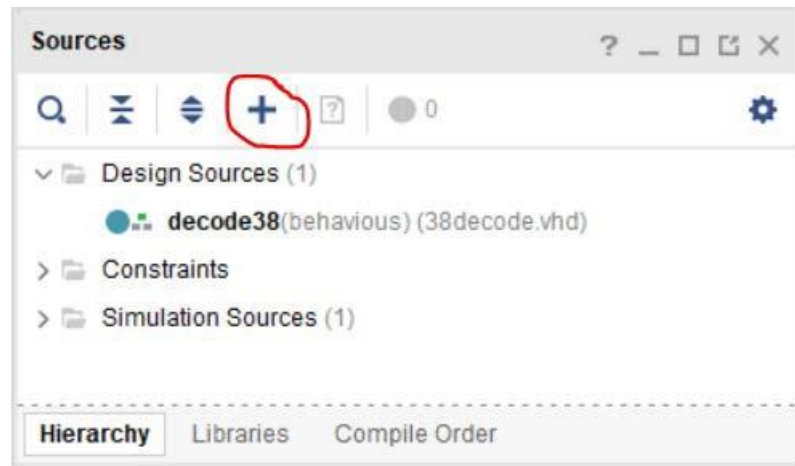 Sources
0
Design Sources (1)
decode38(behavious) (38decode.vhd)
Constraints
Simulation Sources (1)
Hierarchy Libraries Compile Order